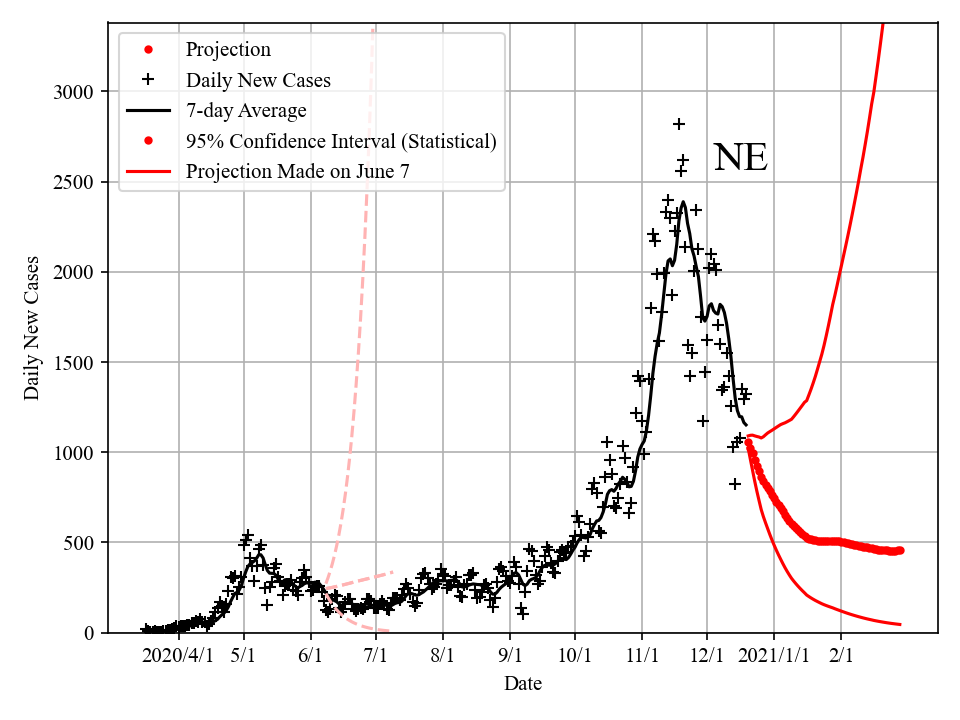 Projection
Daily New Cases
7-day Average
95% Confidence Interval (Statistical)
Projection Made on June 7
NE
3000
2500
2000
1500
1000
500
0
Daily New Cases
2020/4/1 5/1 6/1 7/1 8/1 9/1 10/1 11/1 12/1 2021/1/1 2/1
Date